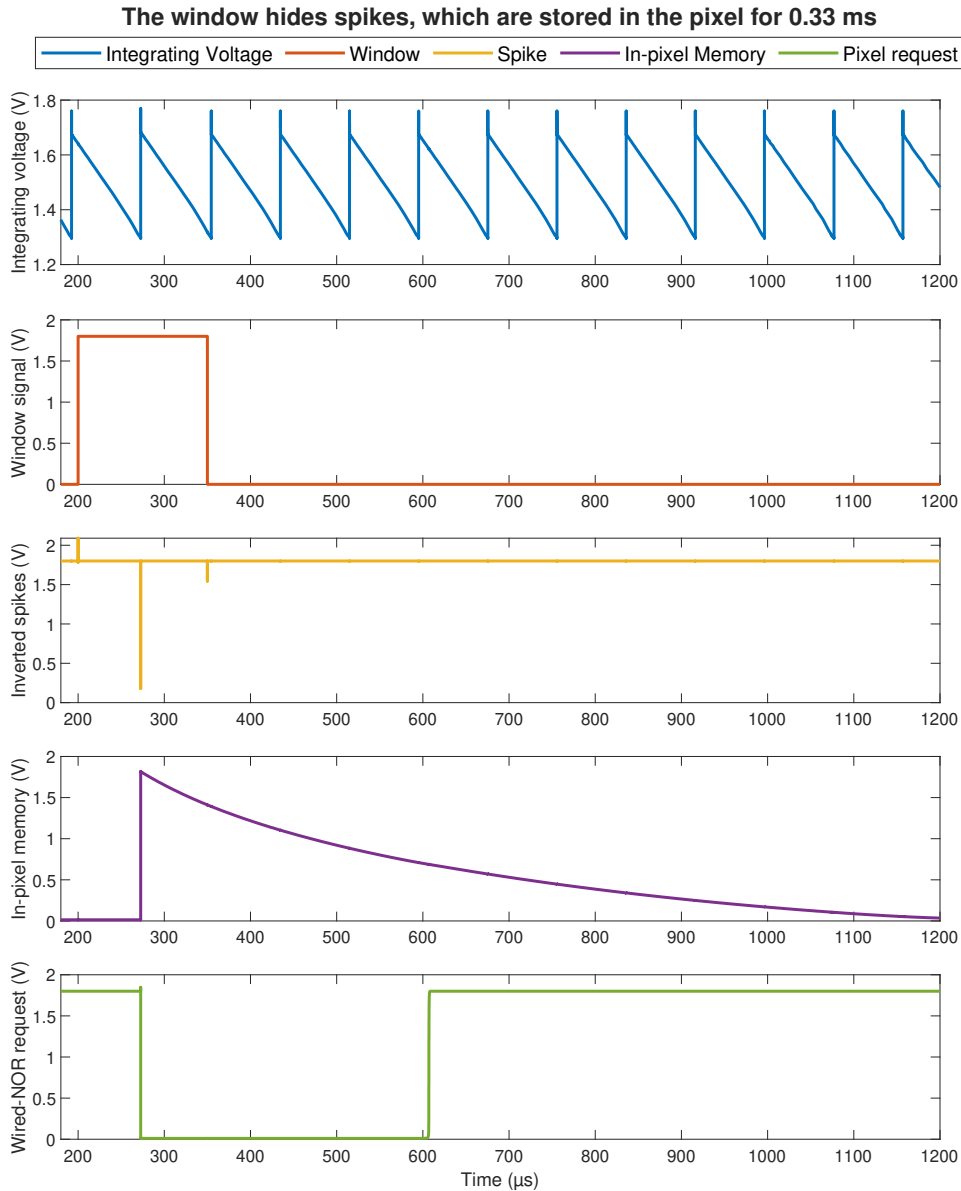 The window hides spikes, which are stored in the pixel for 0.33 ms
Integrating Voltage Window Spike In-pixel Memory Pixel request
Integrating voltage (V)
1.8
1.6
1.4
1.2
200 300 400 500 600 700 800 900 1000 1100 1200
Window signal (V)
2
1.5
1
0.5
0
200 300 400 500 600 700 800 900 1000 1100 1200
Inverted spikes (V)
2
1.5
1
0.5
0
200 300 400 500 600 700 800 900 1000 1100 1200
In-pixel memory (V)
2
1.5
1
0.5
0
200 300 400 500 600 700 800 900 1000 1100 1200
Wired-NOR request (V)
2
1.5
1
0.5
0
200 300 400 500 600 700 800 900 1000 1100 1200
Time (µs)